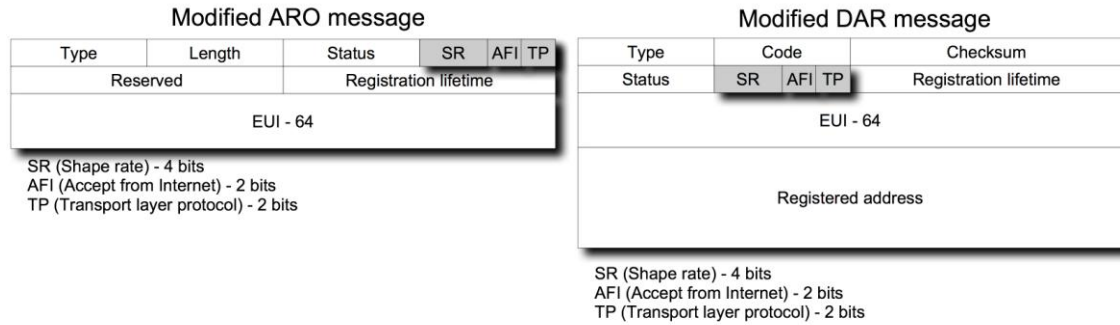 Modified ARO message
Type Length Status SR AFI TP
Reserved Registration lifetime
EUI - 64
SR (Shape rate) - 4 bits
AFI (Accept from Internet) - 2 bits
TP (Transport layer protocol) - 2 bits
Modified DAR message
Type Code Checksum
Status SR AFI TP Registration lifetime
EUI - 64
Registered address
SR (Shape rate) - 4 bits
AFI (Accept from Internet) - 2 bits
TP (Transport layer protocol) - 2 bits